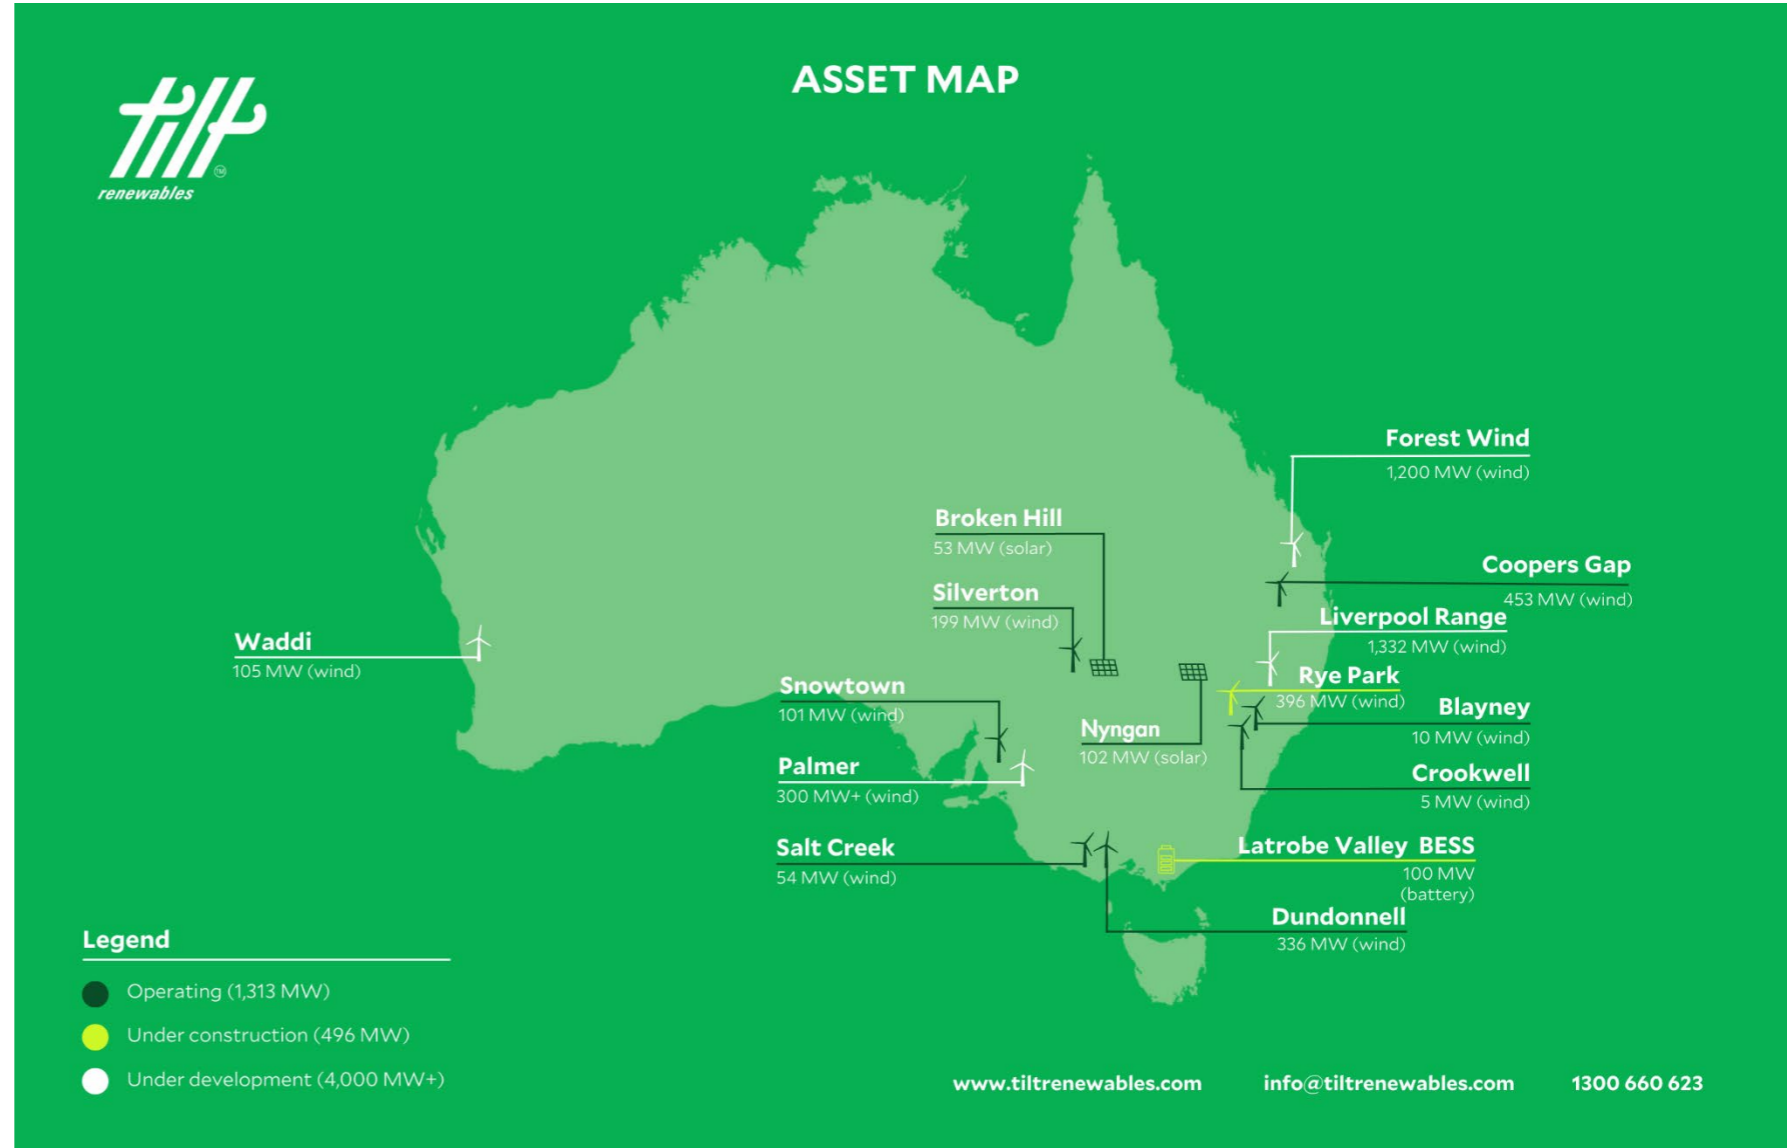 ASSET MAP
tilt
TM
renewables
Forest Wind
1,200 MW (wind)
Broken Hill
53 MW (solar)
Coopers Gap
453 MW (wind)
Silverton
199 MW (wind)
Liverpool Range
1,332 MW (wind)
Waddi
105 MW (wind)
Rye Park
396 MW (wind)
Snowtown
101 MW (wind)
Blayney
10 MW (wind)
Nyngan
102 MW (solar)
Palmer
300 MW+ (wind)
Crookwell
5 MW (wind)
Salt Creek
54 MW (wind)
Latrobe Valley BESS
100 MW
(battery)
Dundonnell
336 MW (wind)
Legend
Operating (1,313 MW)
Under construction (496 MW)
Under development (4,000 MW+)
www.tiltrenewables.com info@tiltrenewables.com 1300 660 623